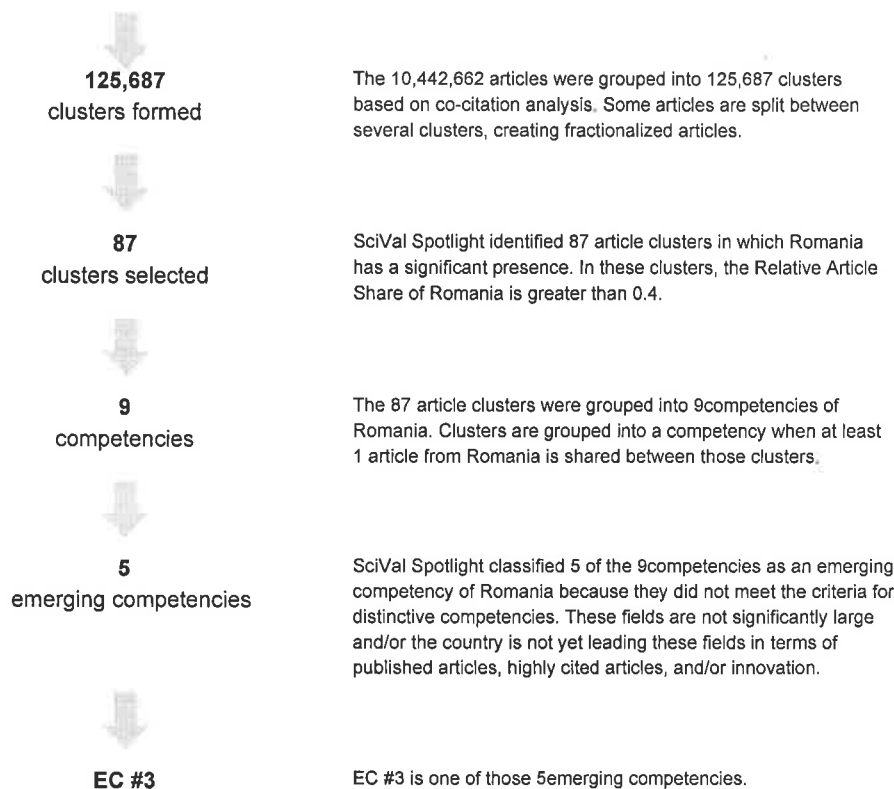 125,687
clusters formed
The 10,442,662 articles were grouped into 125,687 clusters
based on co-citation analysis. Some articles are split between
several clusters, creating fractionalized articles.
87
clusters selected
SciVal Spotlight identified 87 article clusters in which Romania
has a significant presence. In these clusters, the Relative Article
Share of Romania is greater than 0.4.
9
competencies
The 87 article clusters were grouped into 9competencies of
Romania. Clusters are grouped into a competency when at least
1 article from Romania is shared between those clusters.
5
emerging competencies
SciVal Spotlight classified 5 of the 9competencies as an emerging
competency of Romania because they did not meet the criteria for
distinctive competencies. These fields are not significantly large
and/or the country is not yet leading these fields in terms of
published articles, highly cited articles, and/or innovation.
EC #3
EC #3 is one of those 5emerging competencies.